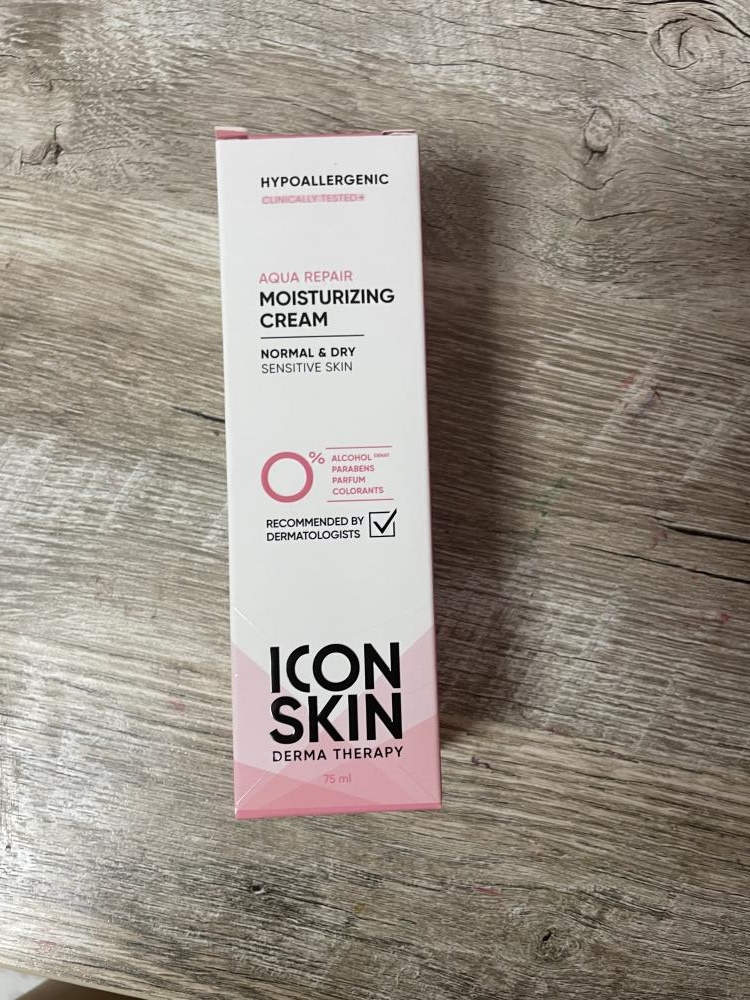 HYPOALLERGENIC
CLINICALLY TESTED+
AQUA REPAIR
MOISTURIZING
CREAM
NORMAL & DRY
SENSITIVE SKIN
0%
ALCOHOL DENAT
PARABENS
PARFUM
COLORANTS
RECOMMENDED BY
DERMATOLOGISTS
ICON
SKIN
DERMA THERAPY
75 ml